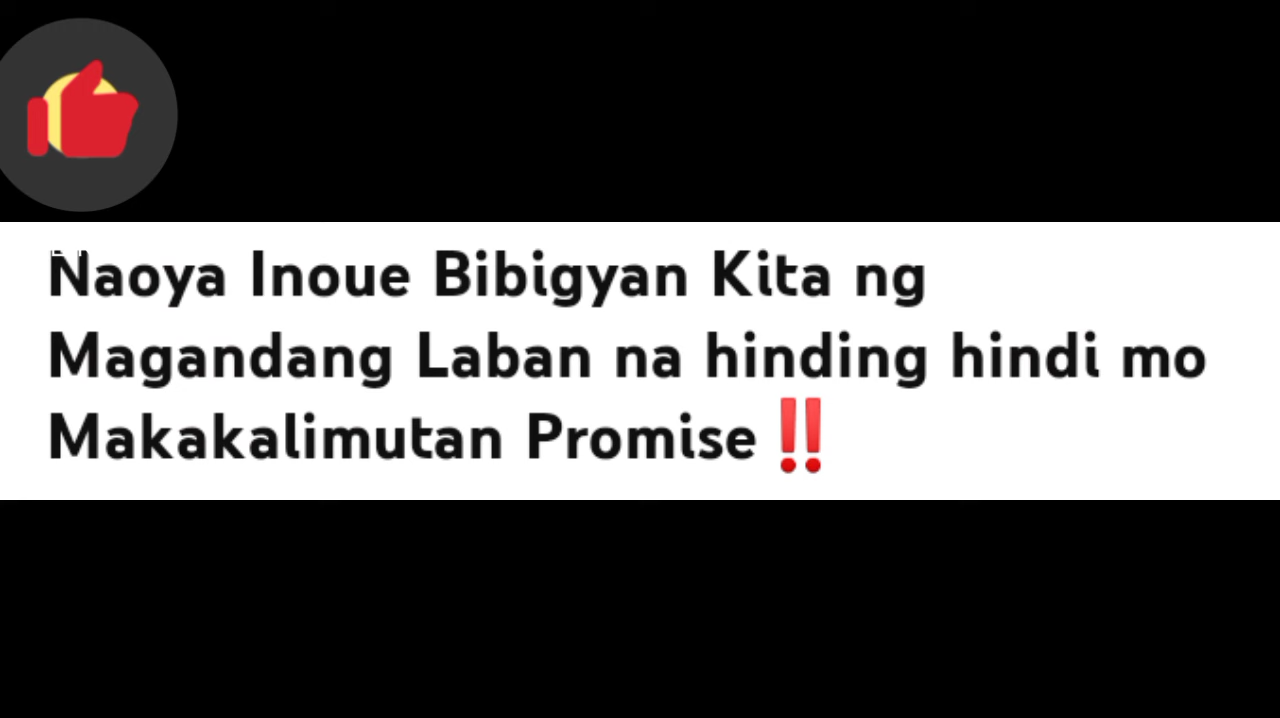 Naoya Inoue Bibigyan Kita ng
Magandang Laban na hinding hindi mo
Makakalimutan Promise‼️